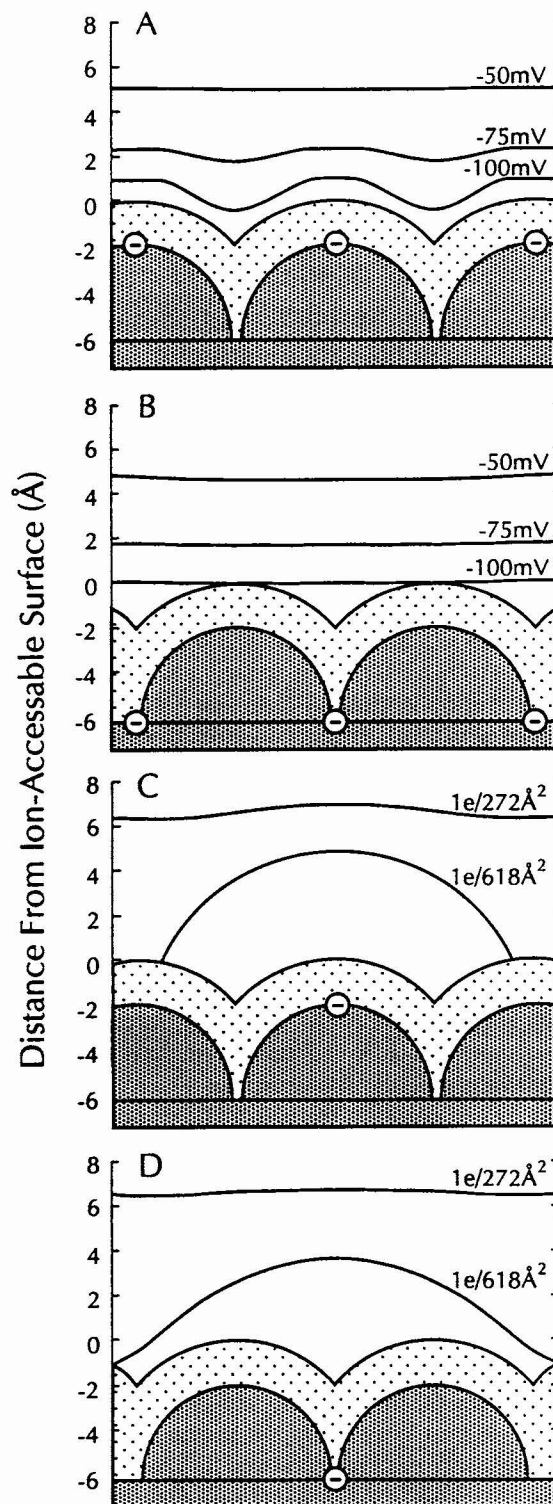 Distance From Ion-Accessable Surface (Å)
A
8
6
4
2
0
-2
-4
-6
-50mV
-75mV
-100mV
- - -
B
8
6
4
2
0
-2
-4
-6
-50mV
-75mV
-100mV
- - -
C
8
6
4
2
0
-2
-4
-6
1e/272Å²
1e/618Å²
-
D
8
6
4
2
0
-2
-4
-6
1e/272Å²
1e/618Å²
-